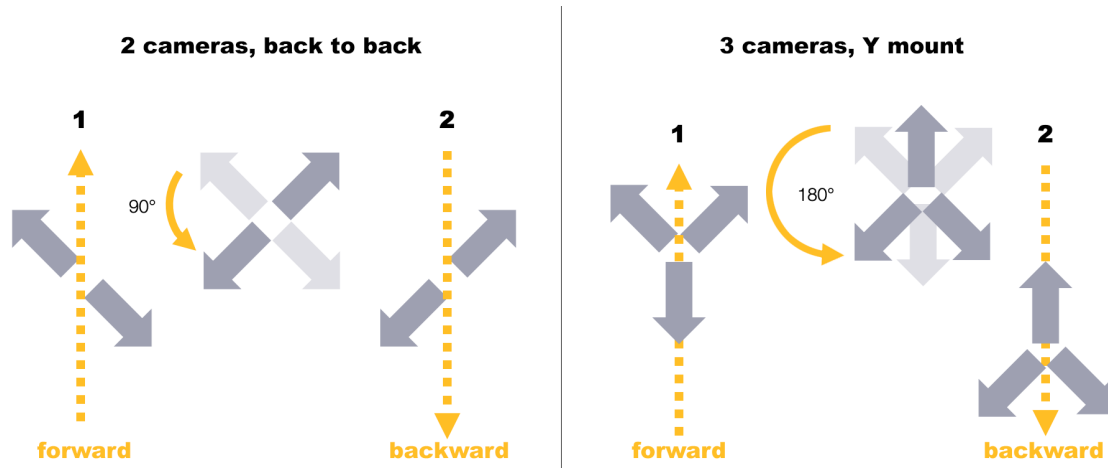 2 cameras, back to back
1
2
90°
forward
backward
3 cameras, Y mount
1
2
180°
forward
backward